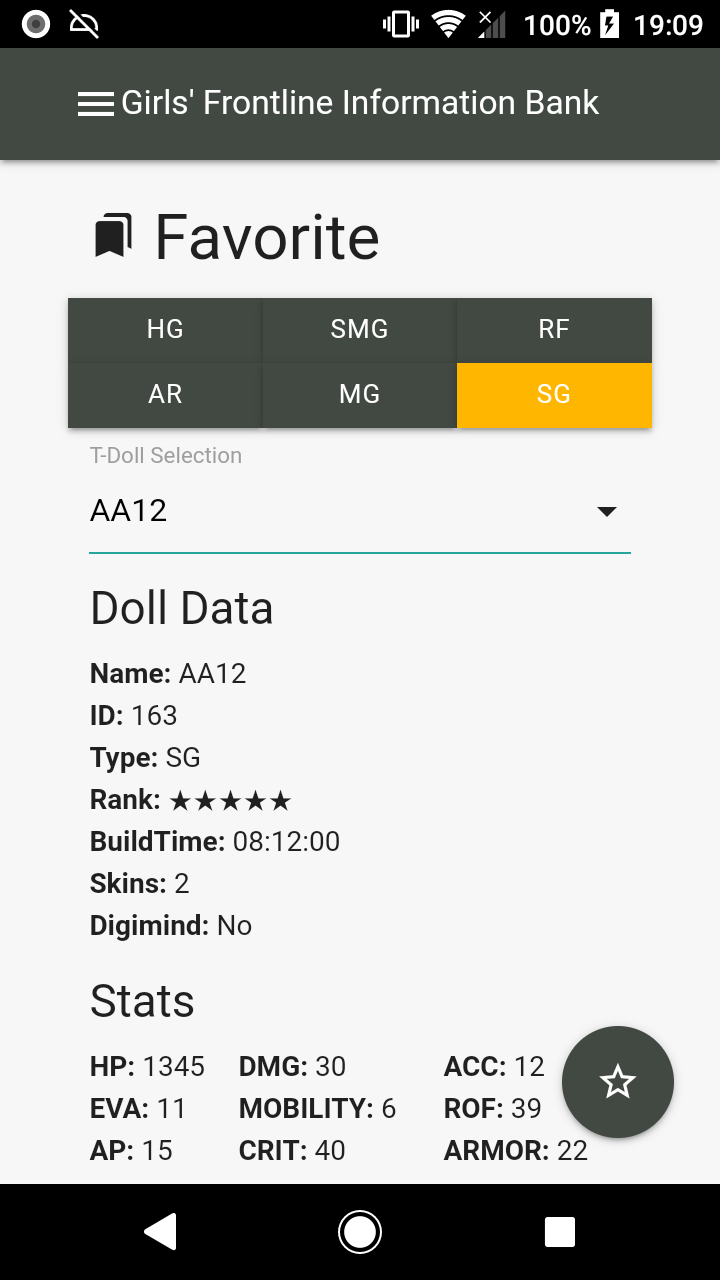 100% 19:09
Girls' Frontline Information Bank
Favorite
HG SMG RF
AR MG SG
T-Doll Selection
AA12
Doll Data
Name: AA12
ID: 163
Type: SG
Rank: ★★★★★
BuildTime: 08:12:00
Skins: 2
Digimind: No
Stats
HP: 1345 DMG: 30 ACC: 12
EVA: 11 MOBILITY: 6 ROF: 39
AP: 15 CRIT: 40 ARMOR: 22